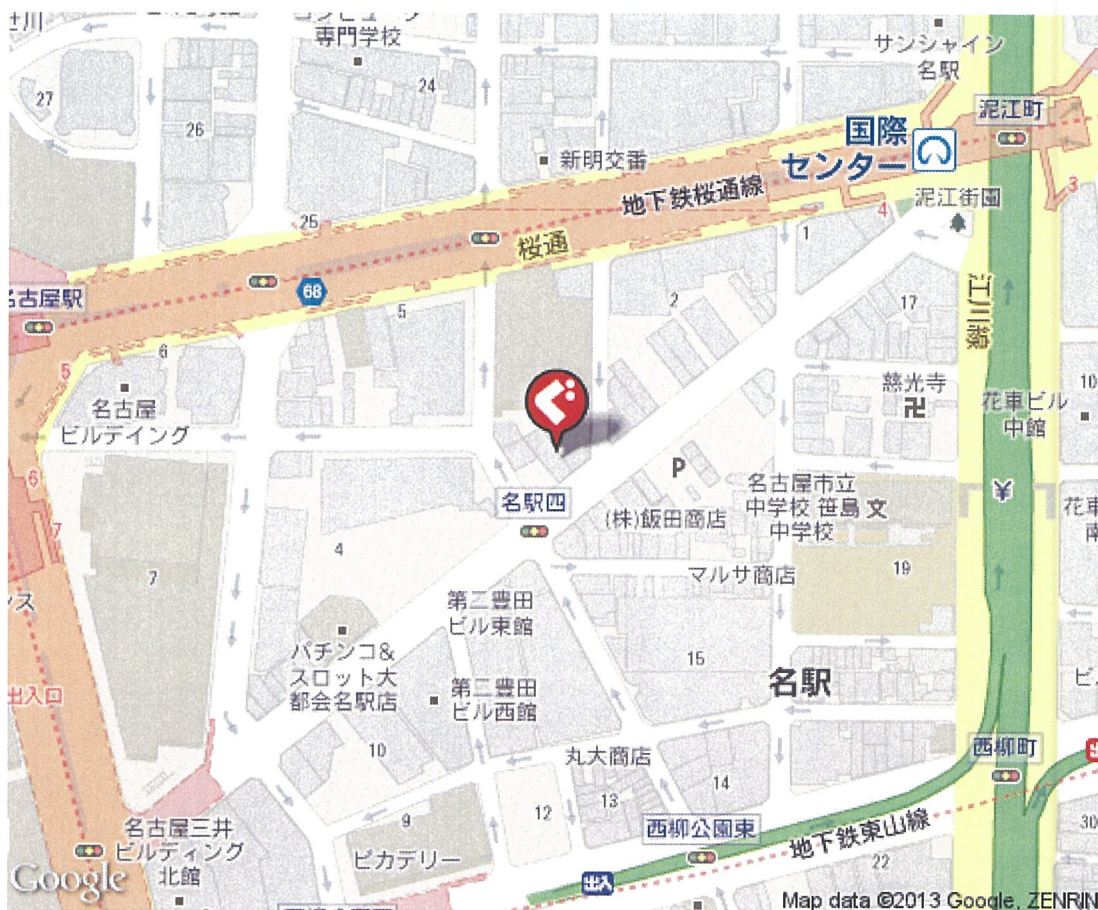 専門学校
サンシャイン
名駅
24
27
26
泥江町
国際
センター
新明交番
地下鉄桜通線
泥江街園
3
4
25
桜通
1
68
名古屋駅
2
17
江川線
5
6
5
10
名古屋
ビルディング
慈光寺
卍
花車ビル
中館
ぐ
6
P
名駅四
名古屋市立
中学校 笹島 文
中学校
(株)飯田商店
7
4
7
マルサ商店
19
第二豊田
ビル東館
パチンコ&
スロット大
都会名駅店
15
名駅
第二豊田
ビル西館
出入口
10
丸大商店
西柳町
14
13
12
9
西柳公園東
地下鉄東山線
30
名古屋三井
ビルディング
北館
ピカデリー
22
出入
Google
Map data ©2013 Google, ZENRIN